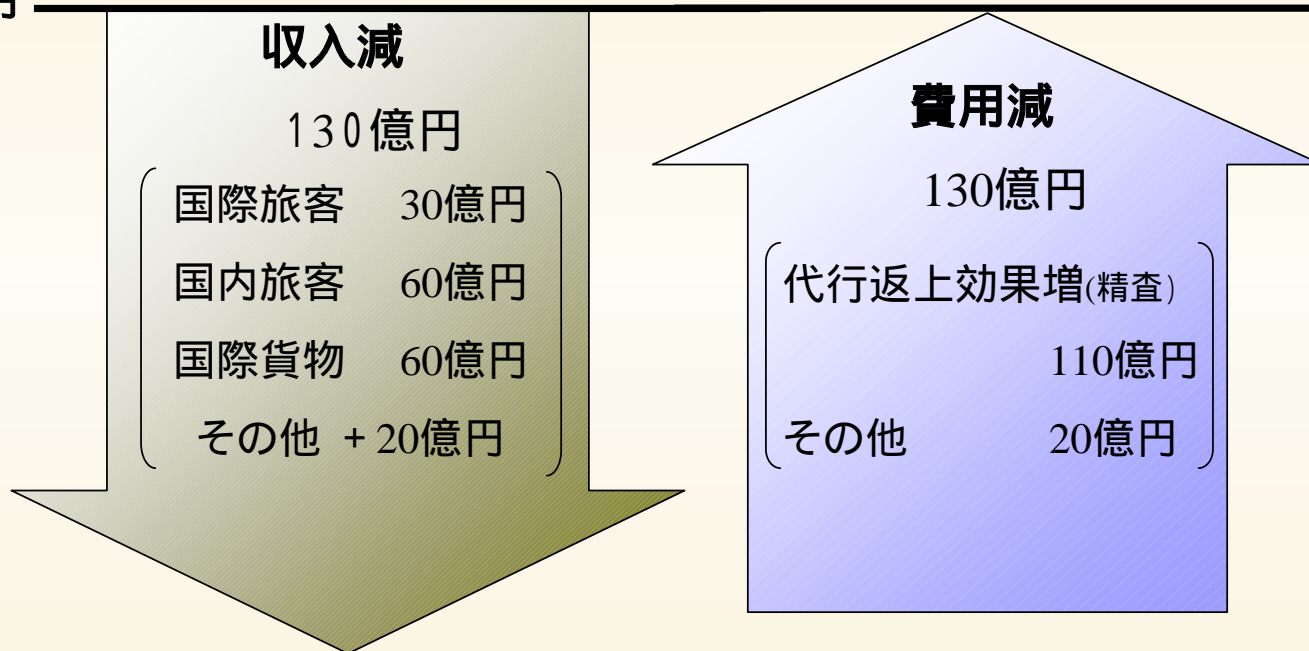 円
収入減
130億円
国際旅客 30億円
国内旅客 60億円
国際貨物 60億円
その他 +20億円
費用減
130億円
代行返上効果増(精査)
110億円
その他 20億円